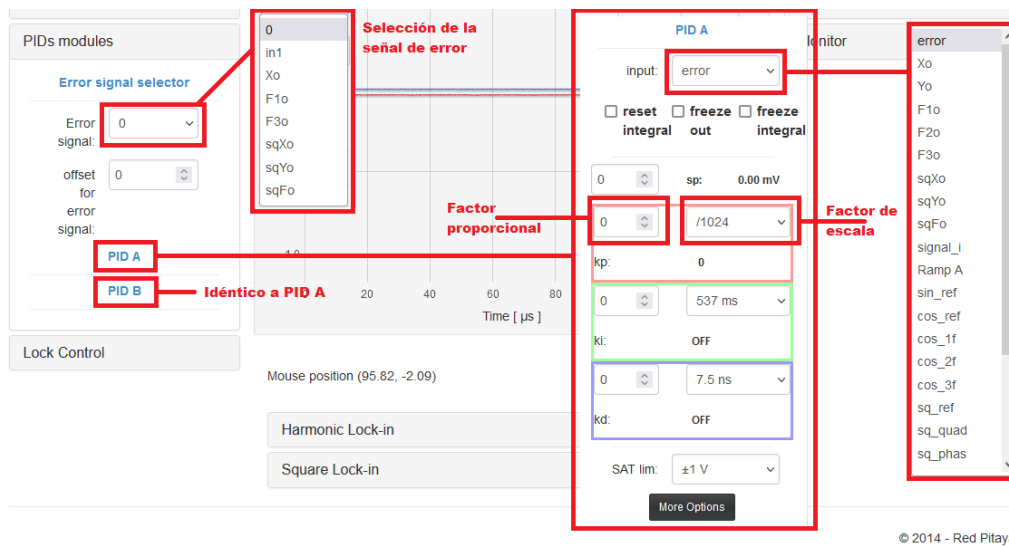 PIDs modules
Error signal selector
Error
signal:
0
offset
for
error
signal:
0
PID A
PID B
Idéntico a PID A
Lock Control
0
in1
Xo
F1o
F3o
sqXo
sqYo
sqFo
Selección de la
señal de error
-1.0
20
40
60
80
Time [ µs ]
Mouse position (95.82, -2.09)
Harmonic Lock-in
Square Lock-in
Factor
proporcional
PID A
input:
error
reset
integral
freeze
out
freeze
integral
0
sp:
0.00 mV
0
/1024
kp:
0
0
537 ms
ki:
OFF
0
7.5 ns
kd:
OFF
SAT lim:
±1 V
More Options
Factor de
escala
error
Xo
Yo
F1o
F2o
F3o
sqXo
sqYo
sqFo
signal_i
Ramp A
sin_ref
cos_ref
cos_1f
cos_2f
cos_3f
sq_ref
sq_quad
sq_phas
© 2014 - Red Pitay